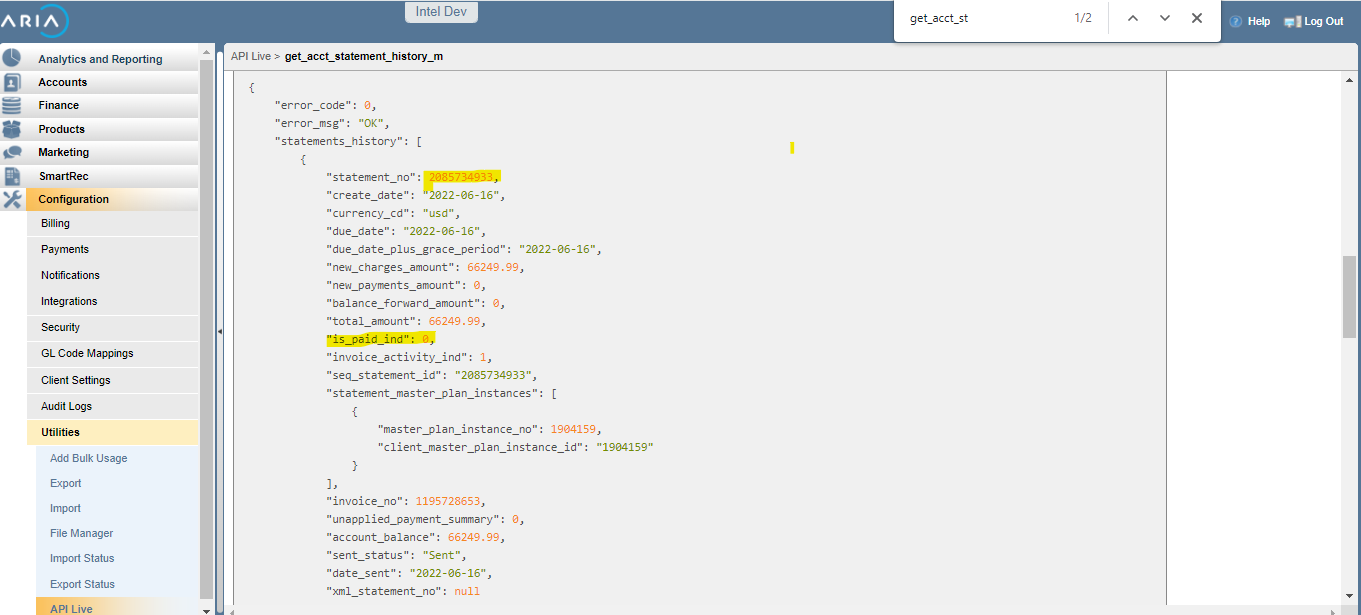 ARIA
Intel Dev
get_acct_st
1/2
Help
Log Out
Analytics and Reporting
Accounts
Finance
Products
Marketing
SmartRec
Configuration
Billing
Payments
Notifications
Integrations
Security
GL Code Mappings
Client Settings
Audit Logs
Utilities
Add Bulk Usage
Export
Import
File Manager
Import Status
Export Status
API Live
API Live > get_acct_statement_history_m
{
"error_code": 0,
"error_msg": "OK",
"statements_history": [
{
"statement_no": 2085734933,
"create_date": "2022-06-16",
"currency_cd": "usd",
"due_date": "2022-06-16",
"due_date_plus_grace_period": "2022-06-16",
"new_charges_amount": 66249.99,
"new_payments_amount": 0,
"balance_forward_amount": 0,
"total_amount": 66249.99,
"is_paid_ind": 0,
"invoice_activity_ind": 1,
"seq_statement_id": "2085734933",
"statement_master_plan_instances": [
{
"master_plan_instance_no": 1904159,
"client_master_plan_instance_id": "1904159"
}
],
"invoice_no": 1195728653,
"unapplied_payment_summary": 0,
"account_balance": 66249.99,
"sent_status": "Sent",
"date_sent": "2022-06-16",
"xml_statement_no": null